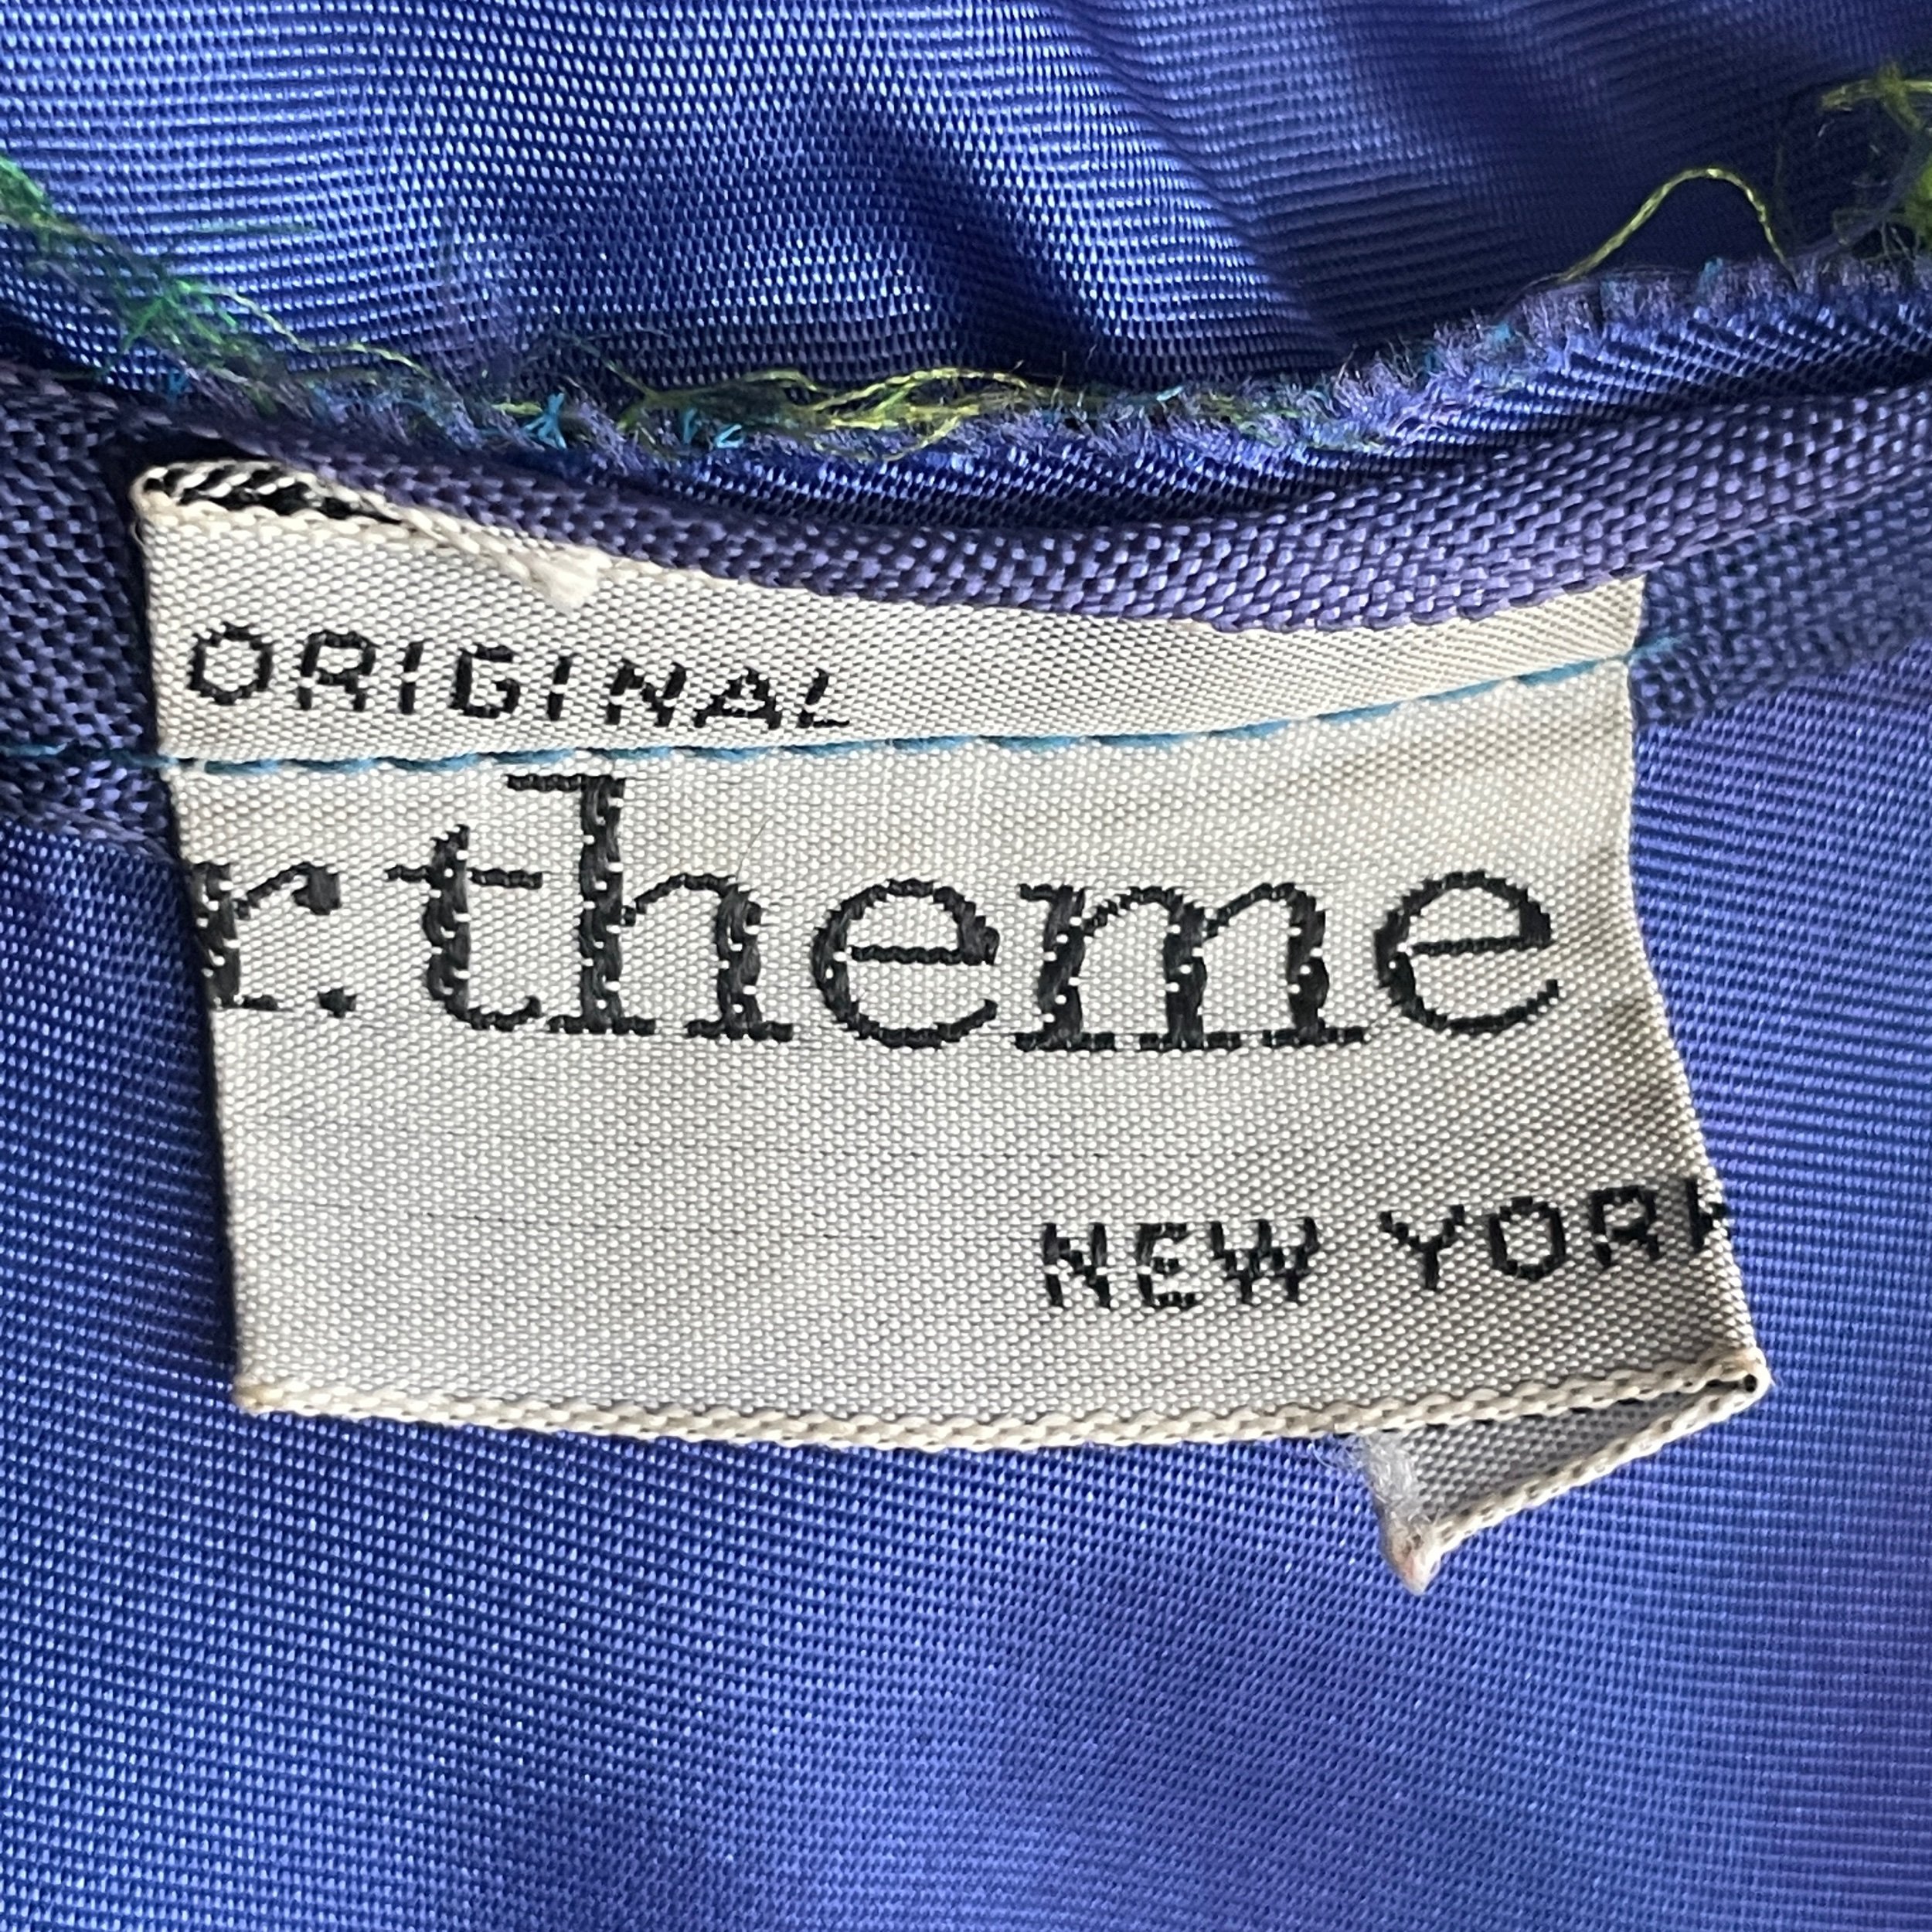 ORIGINAL
r. theme
NEW YORK